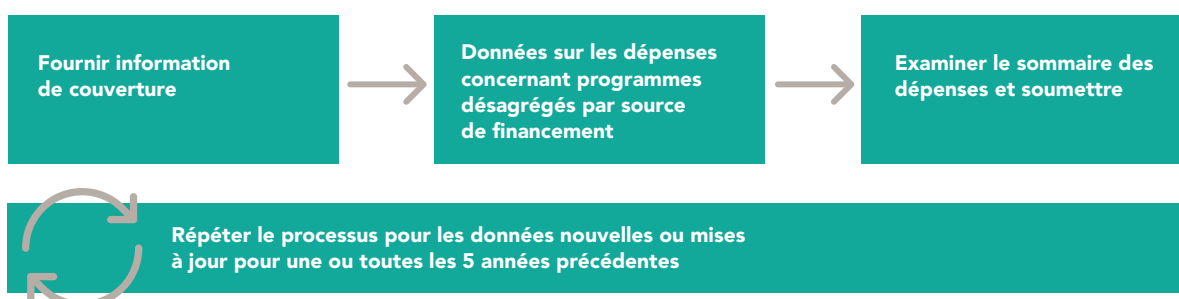 Fournir information
de couverture
Données sur les dépenses
concernant programmes
désagrégés par source
de financement
Examiner le sommaire des
dépenses et soumettre
Répéter le processus pour les données nouvelles ou mises
à jour pour une ou toutes les 5 années précédentes